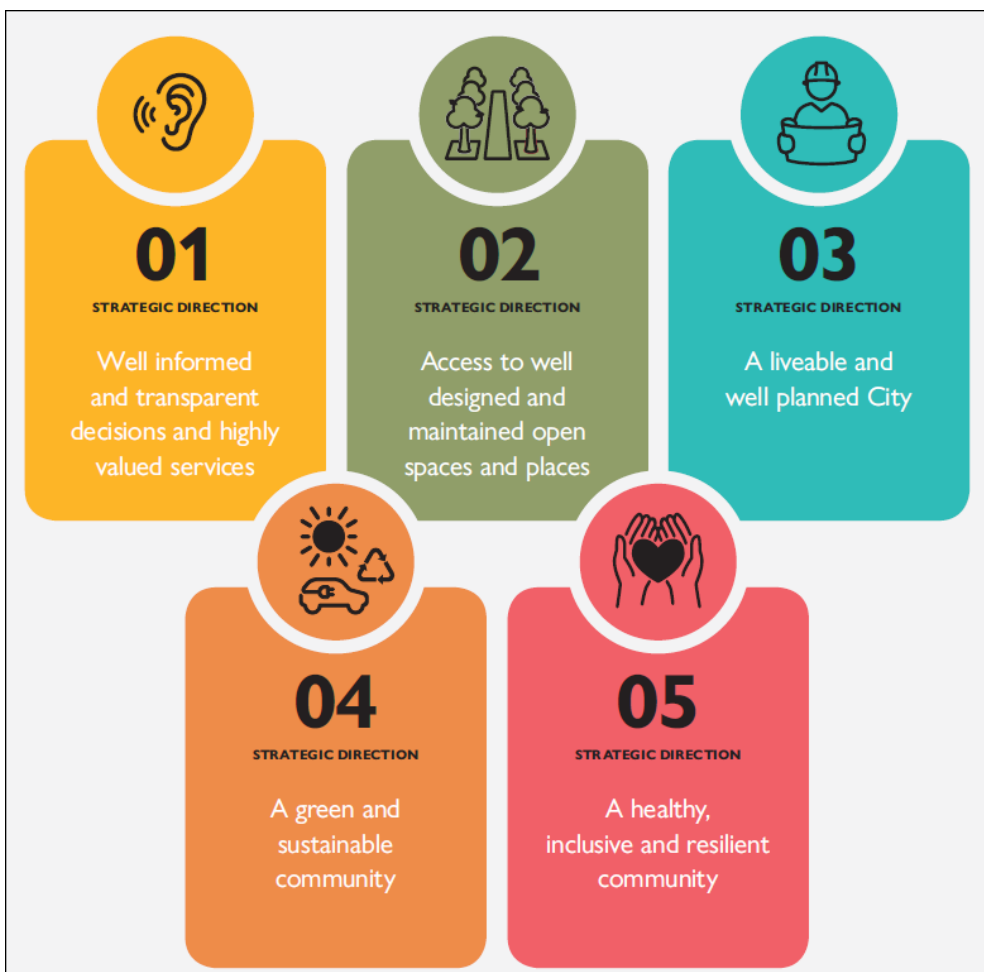 01
STRATEGIC DIRECTION
Well informed
and transparent
decisions and highly
valued services
02
STRATEGIC DIRECTION
Access to well
designed and
maintained open
spaces and places
03
STRATEGIC DIRECTION
A liveable and
well planned City
04
STRATEGIC DIRECTION
A green and
sustainable
community
05
STRATEGIC DIRECTION
A healthy,
inclusive and resilient
community